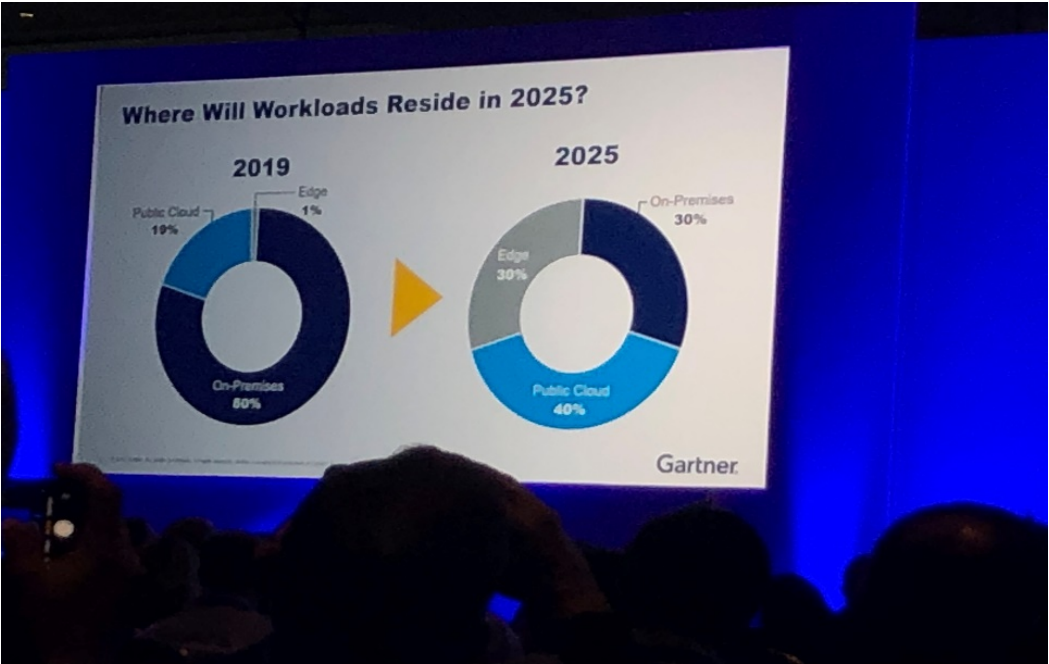 Where Will Workloads Reside in 2025?
2019
Edge
1%
Public Cloud
19%
On-Premises
80%
2025
On-Premises
30%
Edge
30%
Public Cloud
40%
Gartner